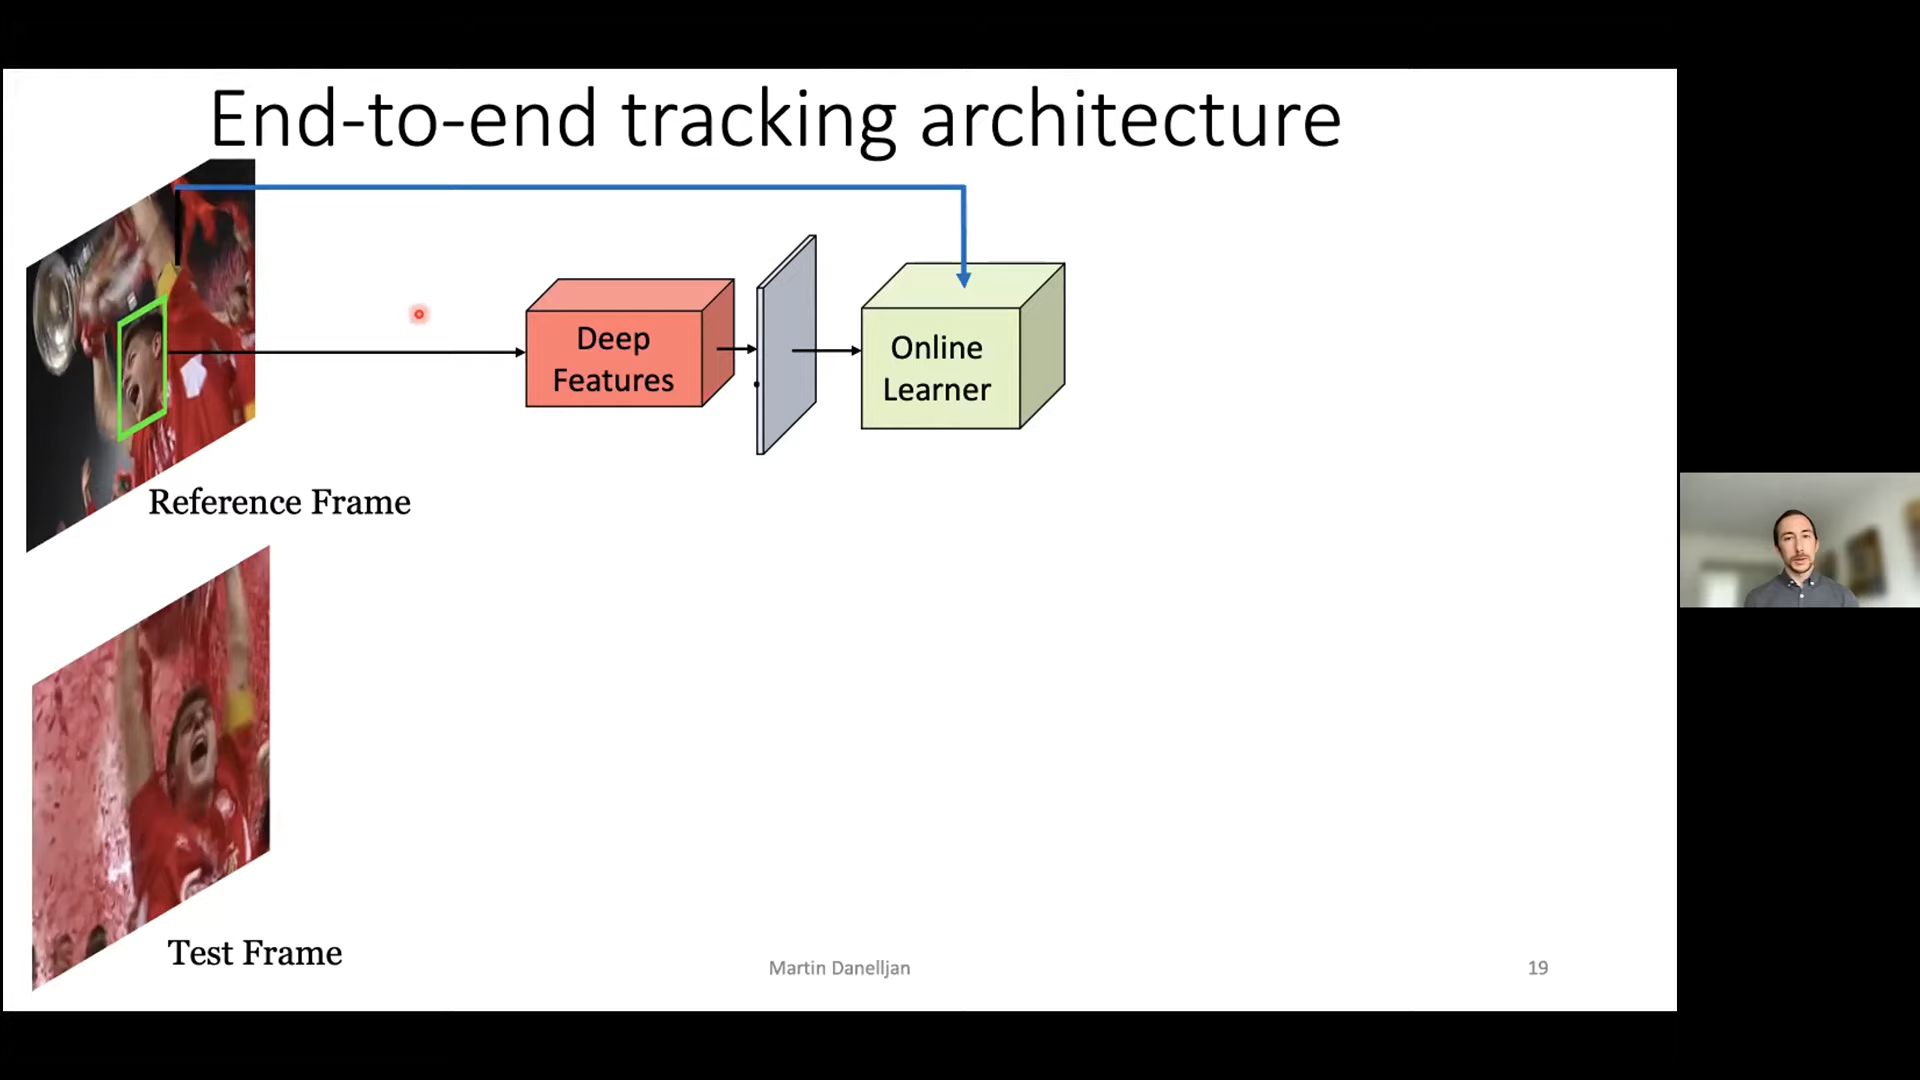 End-to-end tracking architecture
Deep
Features
Online
Learner
Reference Frame
Test Frame
Martin Danelljan
19